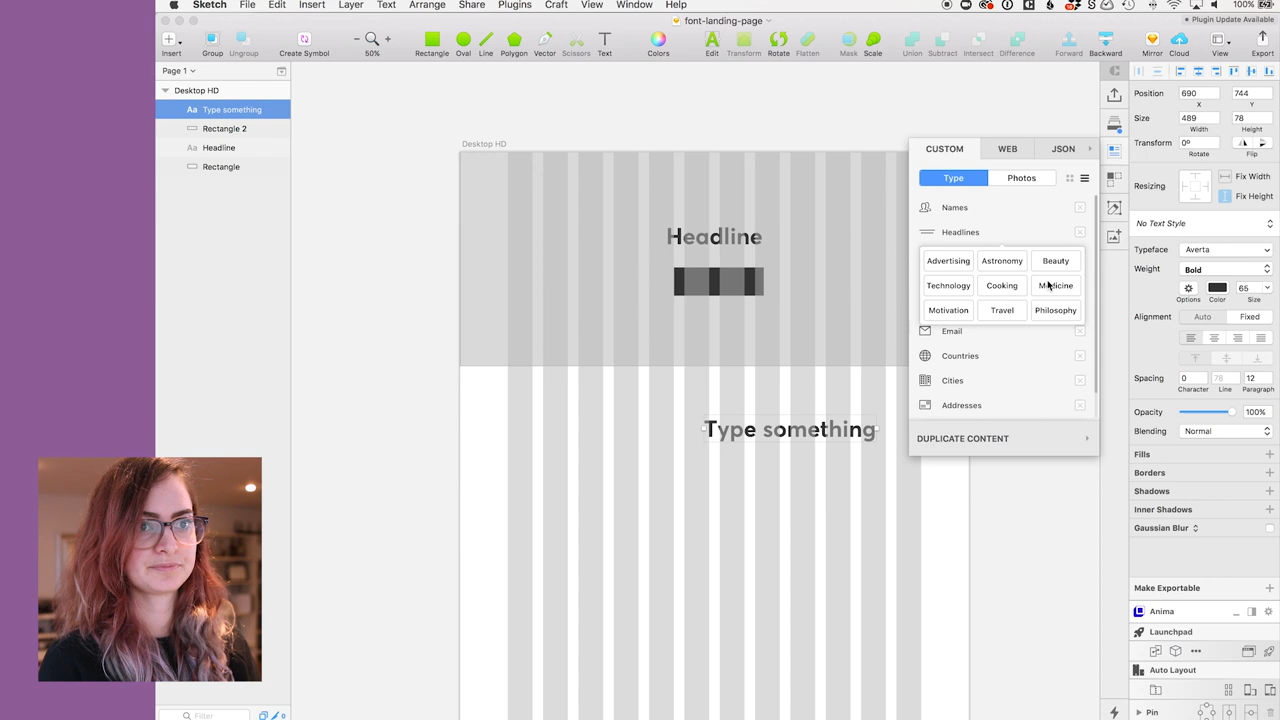 Sketch File Edit Insert Layer Text Arrange Share Plugins Craft View Window Help 100%
font-landing-page
Plugin Update Available
Insert Group Ungroup Create Symbol 50% Rectangle Oval Line Polygon Vector Scissors Text Colors Edit Transform Rotate Flatten Mask Scale Union Subtract Intersect Difference Forward Backward Mirror Cloud View Export
Page 1
Desktop HD
Aa Type something
Rectangle 2
Aa Headline
Rectangle
Filter
0
Desktop HD
Headline
Type something
CUSTOM WEB JSON
Type Photos
Names
Headlines
Advertising Astronomy Beauty
Technology Cooking Medicine
Motivation Travel Philosophy
Email
Countries
Cities
Addresses
DUPLICATE CONTENT
Position 690 744
X Y
Size 489 78
Width Height
Transform 0º
Rotate Flip
Resizing Fix Width
Fix Height
No Text Style
Typeface Averta
Weight Bold
65
Options Color Size
Alignment Auto Fixed
Spacing 0 78 12
Character Line Paragraph
Opacity 100%
Blending Normal
Fills
Borders
Shadows
Inner Shadows
Gaussian Blur
Make Exportable
Anima
Launchpad
Auto Layout
Pin